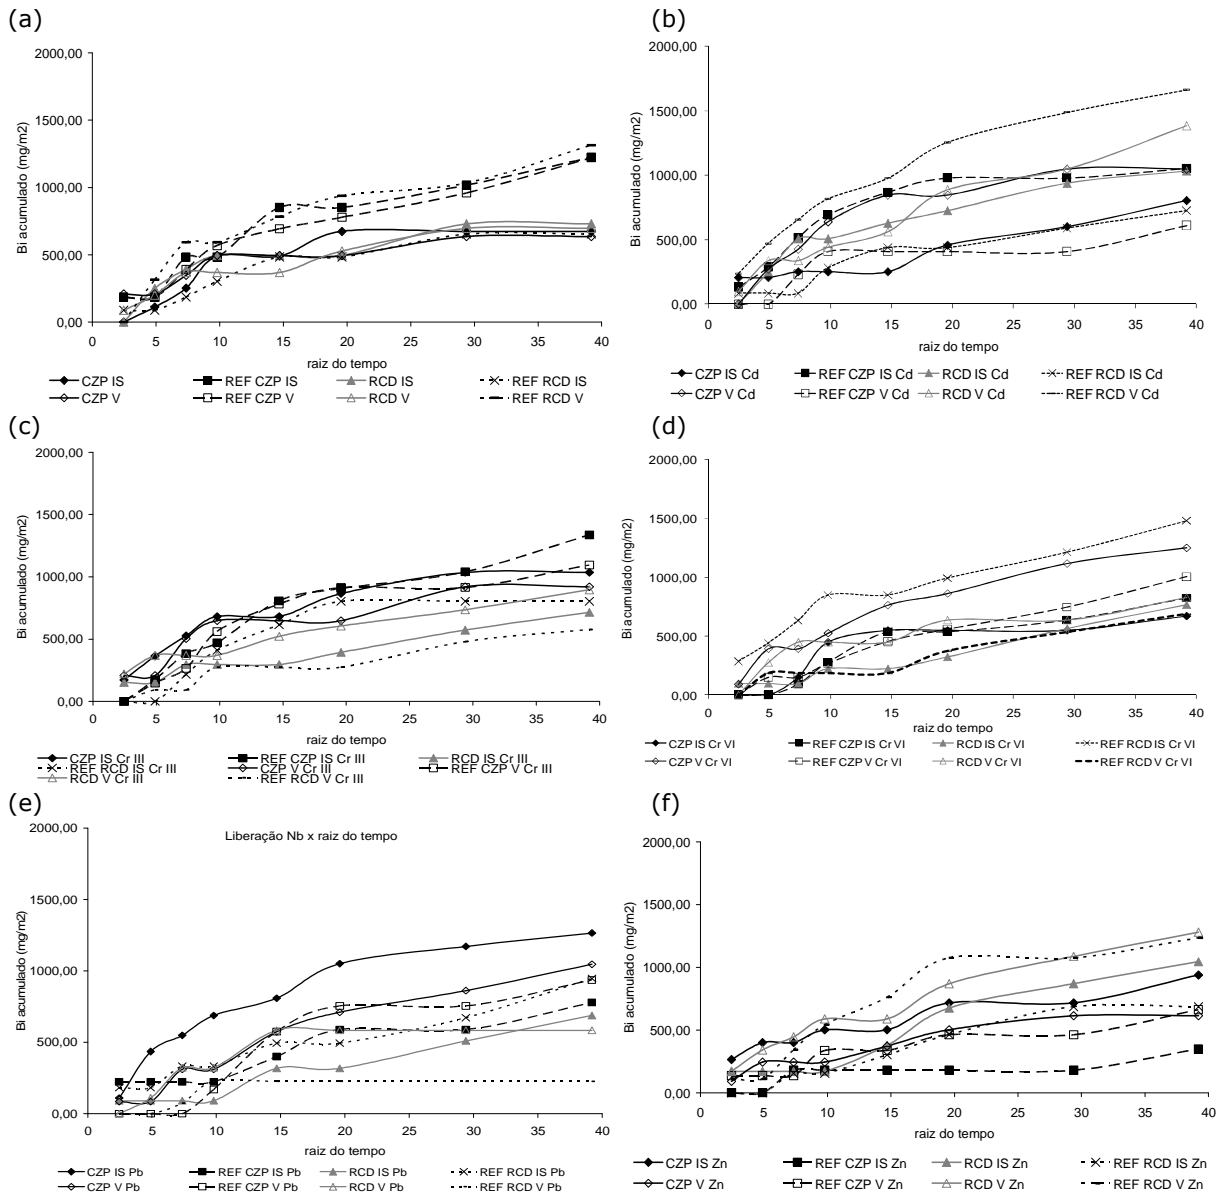 (a)
2000,00
1500,00
1000,00
500,00
0,00
Bi acumulado (mg/m2)
0 5 10 15 20 25 30 35 40
raiz do tempo
CZP IS REF CZP IS RCD IS REF RCD IS
CZP V REF CZP V RCD V REF RCD V
(b)
2000,00
1500,00
1000,00
500,00
0,00
Bi acumulado (mg/m2)
0 5 10 15 20 25 30 35 40
raiz do tempo
CZP IS Cd REF CZP IS Cd RCD IS Cd REF RCD IS Cd
CZP V Cd REF CZP V Cd RCD V Cd REF RCD V Cd
(c)
2000,00
1500,00
1000,00
500,00
0,00
Bi acumulado (mg/m2)
0 5 10 15 20 25 30 35 40
raiz do tempo
CZP IS Cr III REF CZP IS Cr III RCD IS Cr III
REF RCD IS Cr III CZP V Cr III REF CZP V Cr III
RCD V Cr III REF RCD V Cr III
(d)
2000,00
1500,00
1000,00
500,00
0,00
Bi acumulado (mg/m2)
0 5 10 15 20 25 30 35 40
raiz do tempo
CZP IS Cr VI REF CZP IS Cr VI RCD IS Cr VI REF RCD IS Cr VI
CZP V Cr VI REF CZP V Cr VI RCD V Cr VI REF RCD V Cr VI
(e)
Liberação Nb x raiz do tempo
2000,00
1500,00
1000,00
500,00
0,00
Bi acumulado (mg/m2)
0 5 10 15 20 25 30 35 40
raiz do tempo
CZP IS Pb REF CZP IS Pb RCD IS Pb REF RCD IS Pb
CZP V Pb REF CZP V Pb RCD V Pb REF RCD V Pb
(f)
2000,00
1500,00
1000,00
500,00
0,00
Bi acumulado (mg/m2)
0 5 10 15 20 25 30 35 40
raiz do tempo
CZP IS Zn REF CZP IS Zn RCD IS Zn REF RCD IS Zn
CZP V Zn REF CZP V Zn RCD V Zn REF RCD V Zn